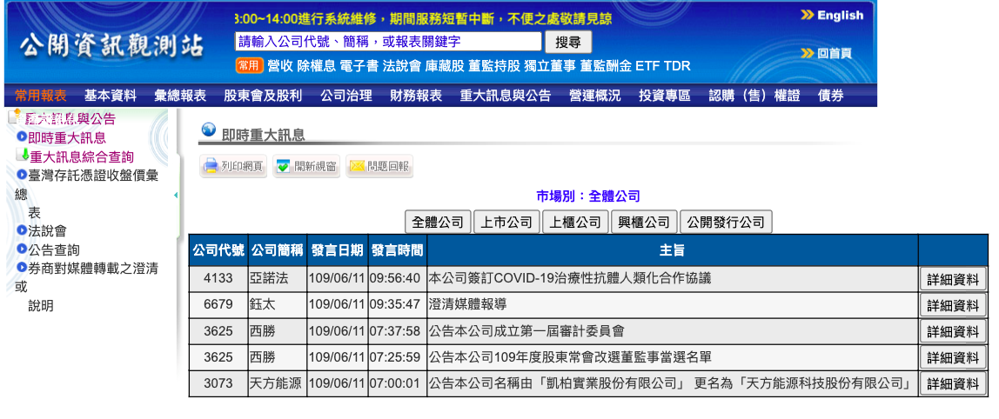 3:00~14:00進行系統維修，期間服務短暫中斷，不便之處敬請見諒
English
公開資訊觀測站
請輸入公司代號、簡稱，或報表關鍵字
搜尋
回首頁
常用 營收 除權息 電子書 法說會 庫藏股 董監持股 獨立董事 董監酬金 ETF TDR
常用報表 基本資料 彙總報表 股東會及股利 公司治理 財務報表 重大訊息與公告 營運概況 投資專區 認購（售）權證 債券
重大訊息與公告
即時重大訊息
重大訊息綜合查詢
臺灣存託憑證收盤價彙
總
表
法說會
公告查詢
券商對媒體轉載之澄清
或
說明
即時重大訊息
列印網頁 開新視窗 問題回報
市場別：全體公司
全體公司 上市公司 上櫃公司 興櫃公司 公開發行公司
公司代號 公司簡稱 發言日期 發言時間 主旨
4133 亞諾法 109/06/11 09:56:40 本公司簽訂COVID-19治療性抗體人類化合作協議 詳細資料
6679 鈺太 109/06/11 09:35:47 澄清媒體報導 詳細資料
3625 西勝 109/06/11 07:37:58 公告本公司成立第一屆審計委員會 詳細資料
3625 西勝 109/06/11 07:25:59 公告本公司109年度股東常會改選董監事當選名單 詳細資料
3073 天方能源 109/06/11 07:00:01 公告本公司名稱由「凱柏實業股份有限公司」 更名為「天方能源科技股份有限公司」 詳細資料